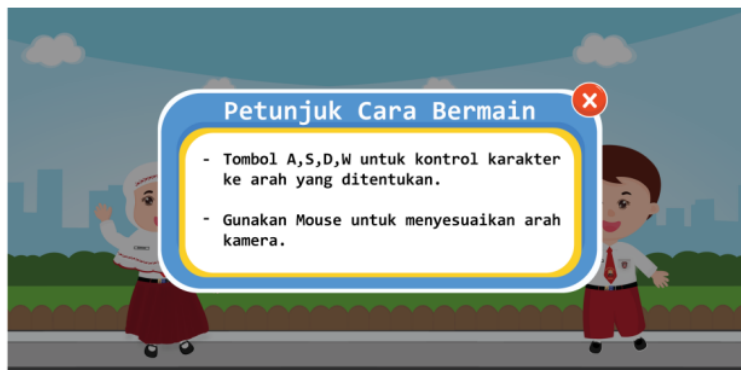 Petunjuk Cara Bermain
- Tombol A,S,D,W untuk kontrol karakter
ke arah yang ditentukan.
- Gunakan Mouse untuk menyesuaikan arah
kamera.